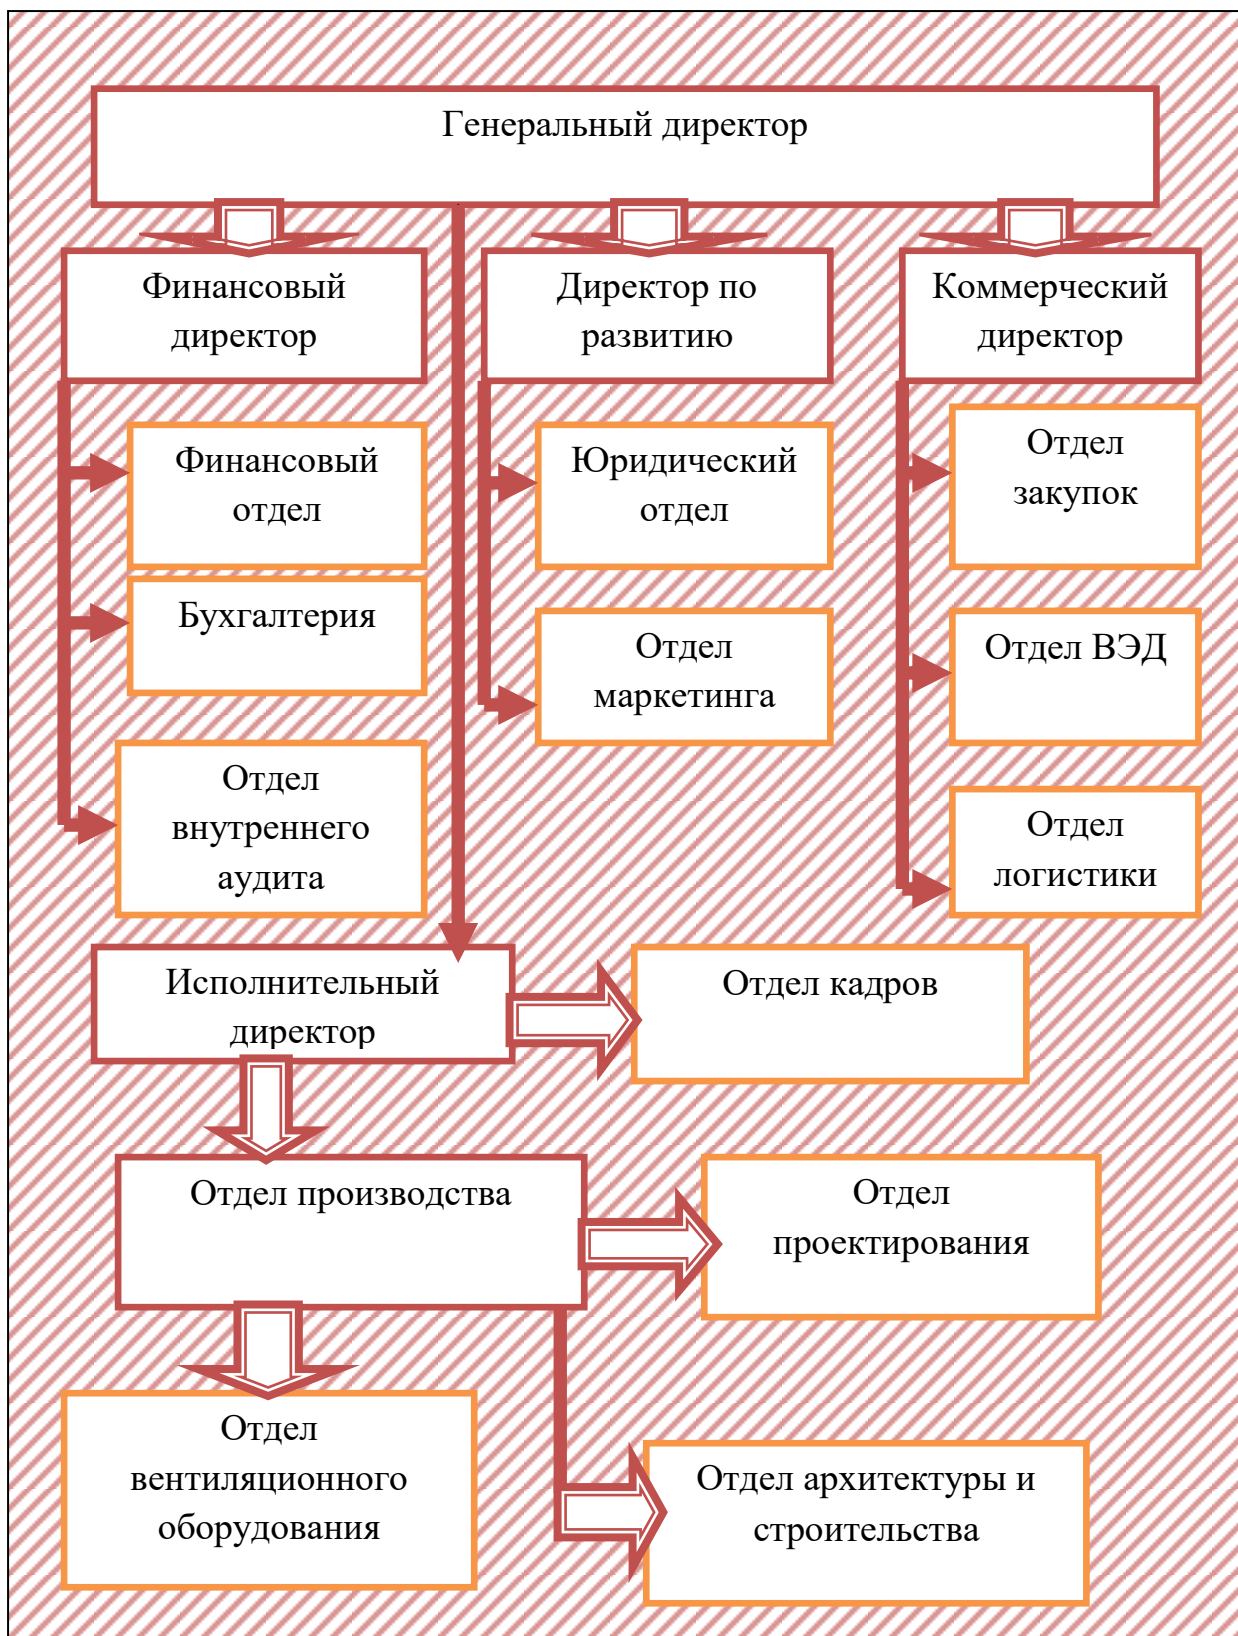 Генеральный директор
Финансовый
директор
Директор по
развитию
Коммерческий
директор
Финансовый
отдел
Юридический
отдел
Отдел
закупок
Бухгалтерия
Отдел
маркетинга
Отдел ВЭД
Отдел
внутреннего
аудита
Отдел
логистики
Исполнительный
директор
Отдел кадров
Отдел производства
Отдел
проектирования
Отдел
вентиляционного
оборудования
Отдел архитектуры и
строительства